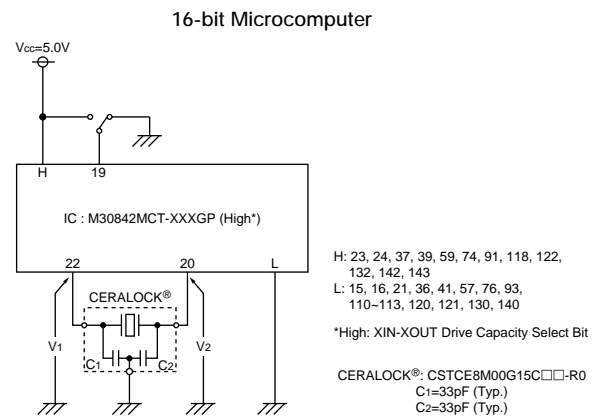 16-bit Microcomputer
Vcc=5.0V
H 19
IC : M30842MCT-XXXGP (High*)
22 20 L
CERALOCK®
V1 C1 C2 V2
H: 23, 24, 37, 39, 59, 74, 91, 118, 122,
132, 142, 143
L: 15, 16, 21, 36, 41, 57, 76, 93,
110~113, 120, 121, 130, 140
*High: XIN-XOUT Drive Capacity Select Bit
CERALOCK®: CSTCE8M00G15C□□-R0
C1=33pF (Typ.)
C2=33pF (Typ.)